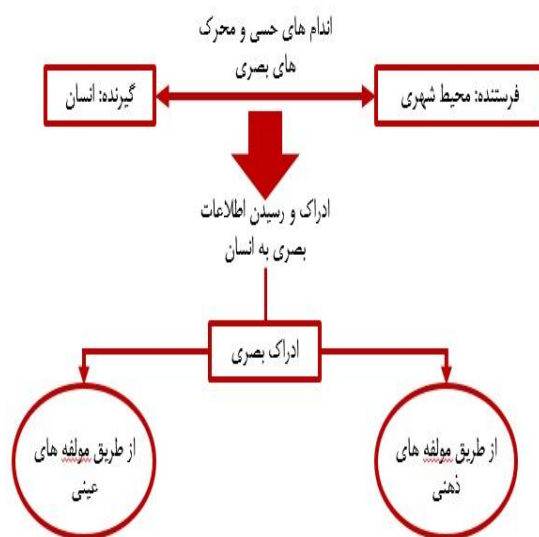 اندام های حسی و محرک
های بصری
فرستنده: محیط شهری
گیرنده: انسان
ادراک و رسیدن اطلاعات
بصری به انسان
ادراک بصری
از طریق مولفه های
ذهنی
از طریق مولفه های
عینی